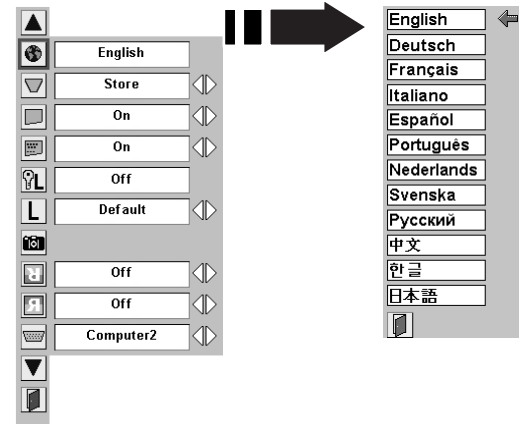 English
Store
On
On
Off
L
Default
L
Off
R
Off
R
Computer2
English
Deutsch
Français
Italiano
Español
Português
Nederlands
Svenska
Русский
中文
한글
日本語